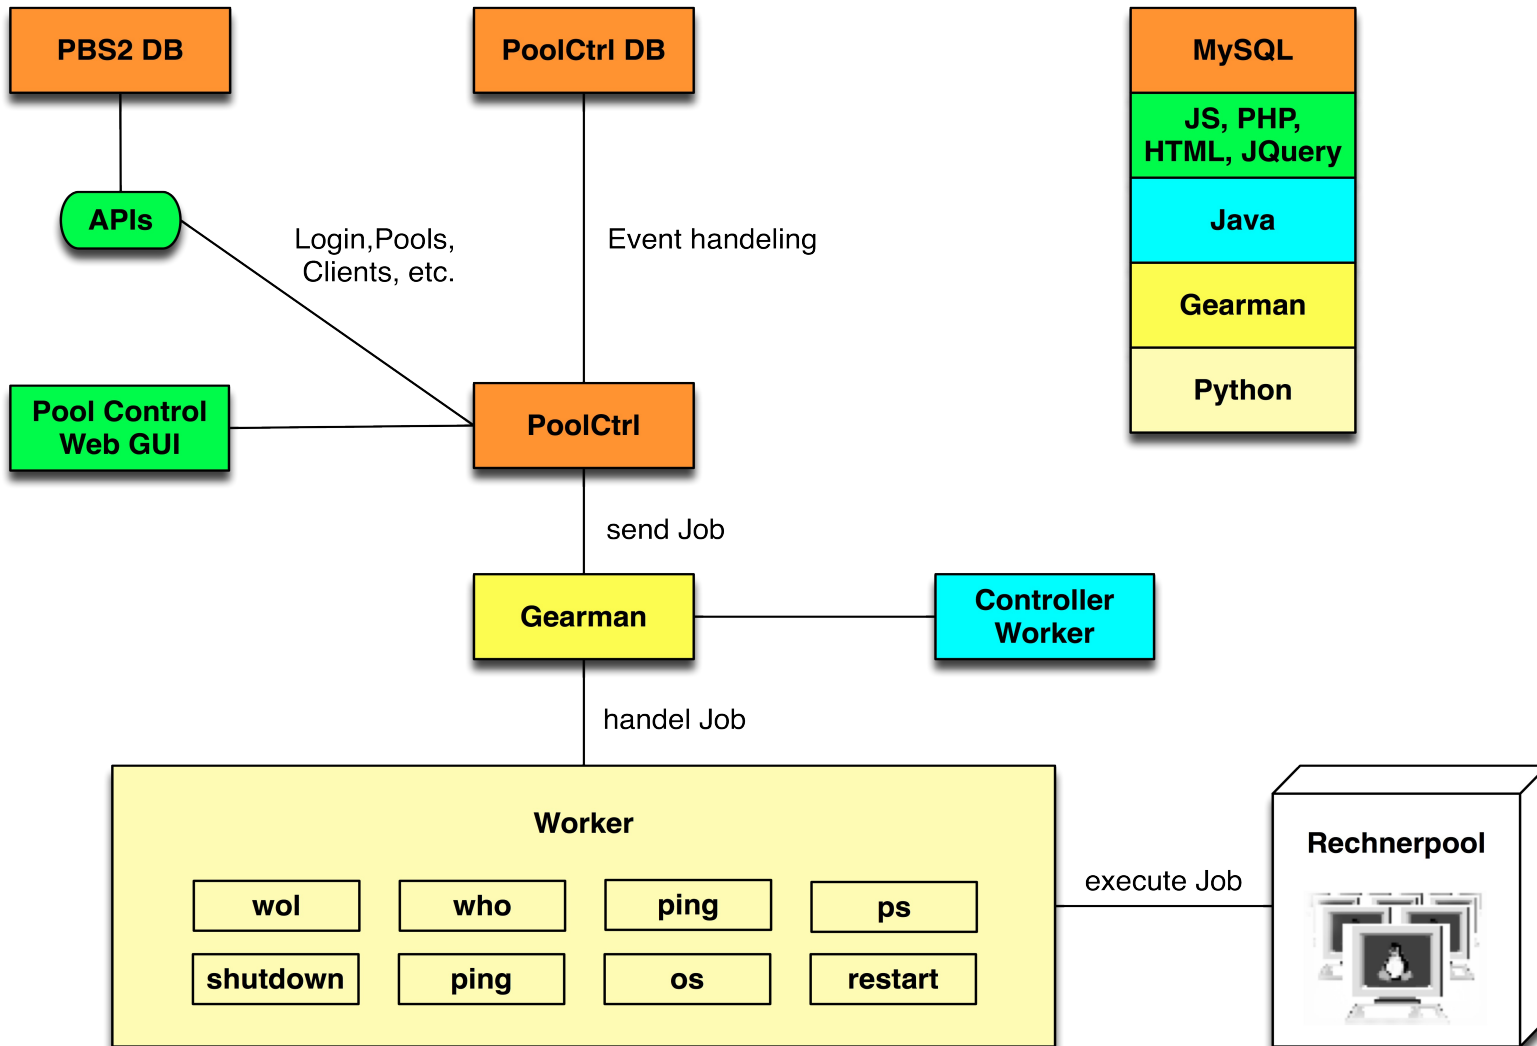 PBS2 DB
PoolCtrl DB
MySQL
JS, PHP,
HTML, JQuery
Java
Gearman
Python
APIs
Login,Pools,
Clients, etc.
Event handeling
Pool Control
Web GUI
PoolCtrl
send Job
Gearman
Controller
Worker
handel Job
Worker
wol
who
ping
ps
shutdown
ping
os
restart
execute Job
Rechnerpool